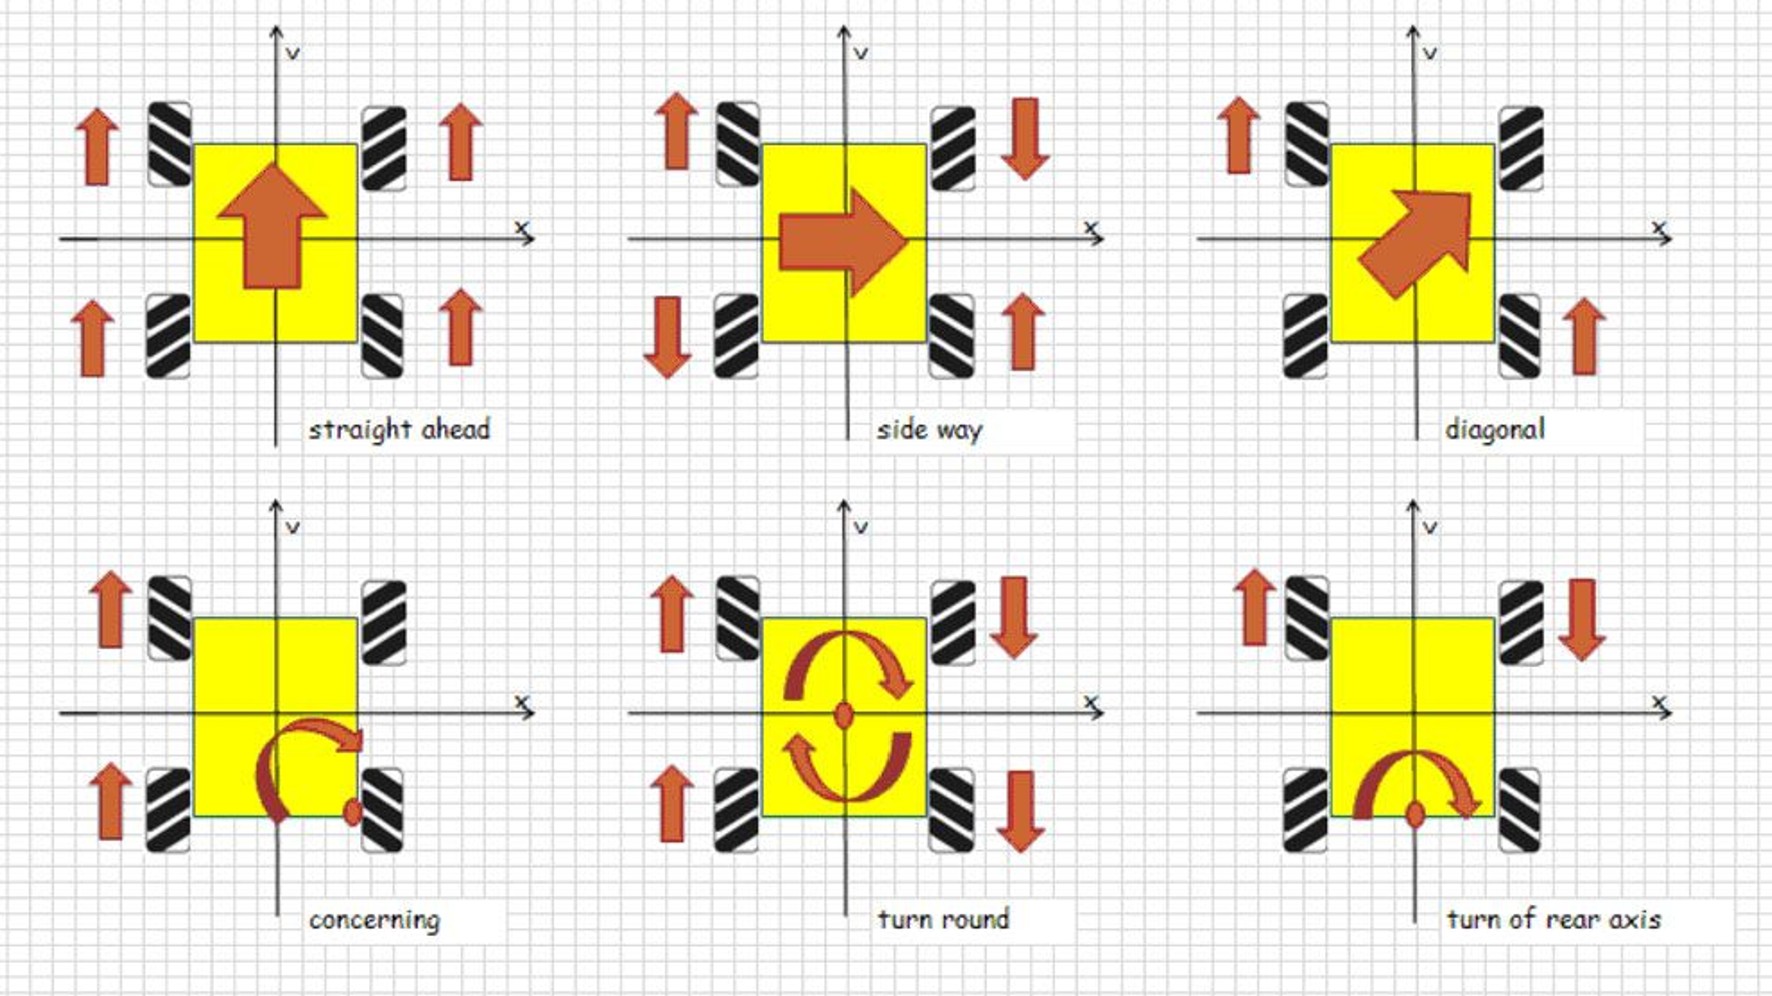 v
x
straight ahead
v
x
side way
v
x
diagonal
v
x
concerning
v
x
turn round
v
x
turn of rear axis